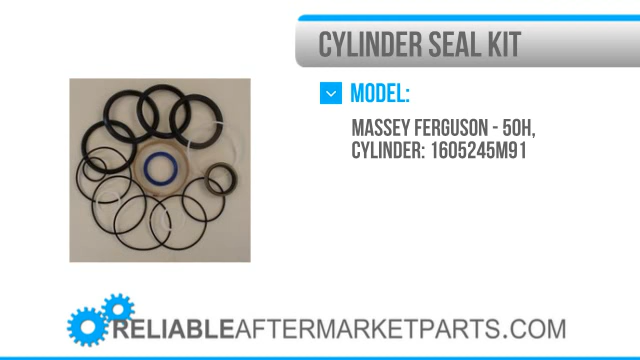 CYLINDER SEAL KIT
MODEL:
MASSEY FERGUSON - 50H,
CYLINDER: 1605245M91
RELIABLEAFTERMARKETPARTS.COM